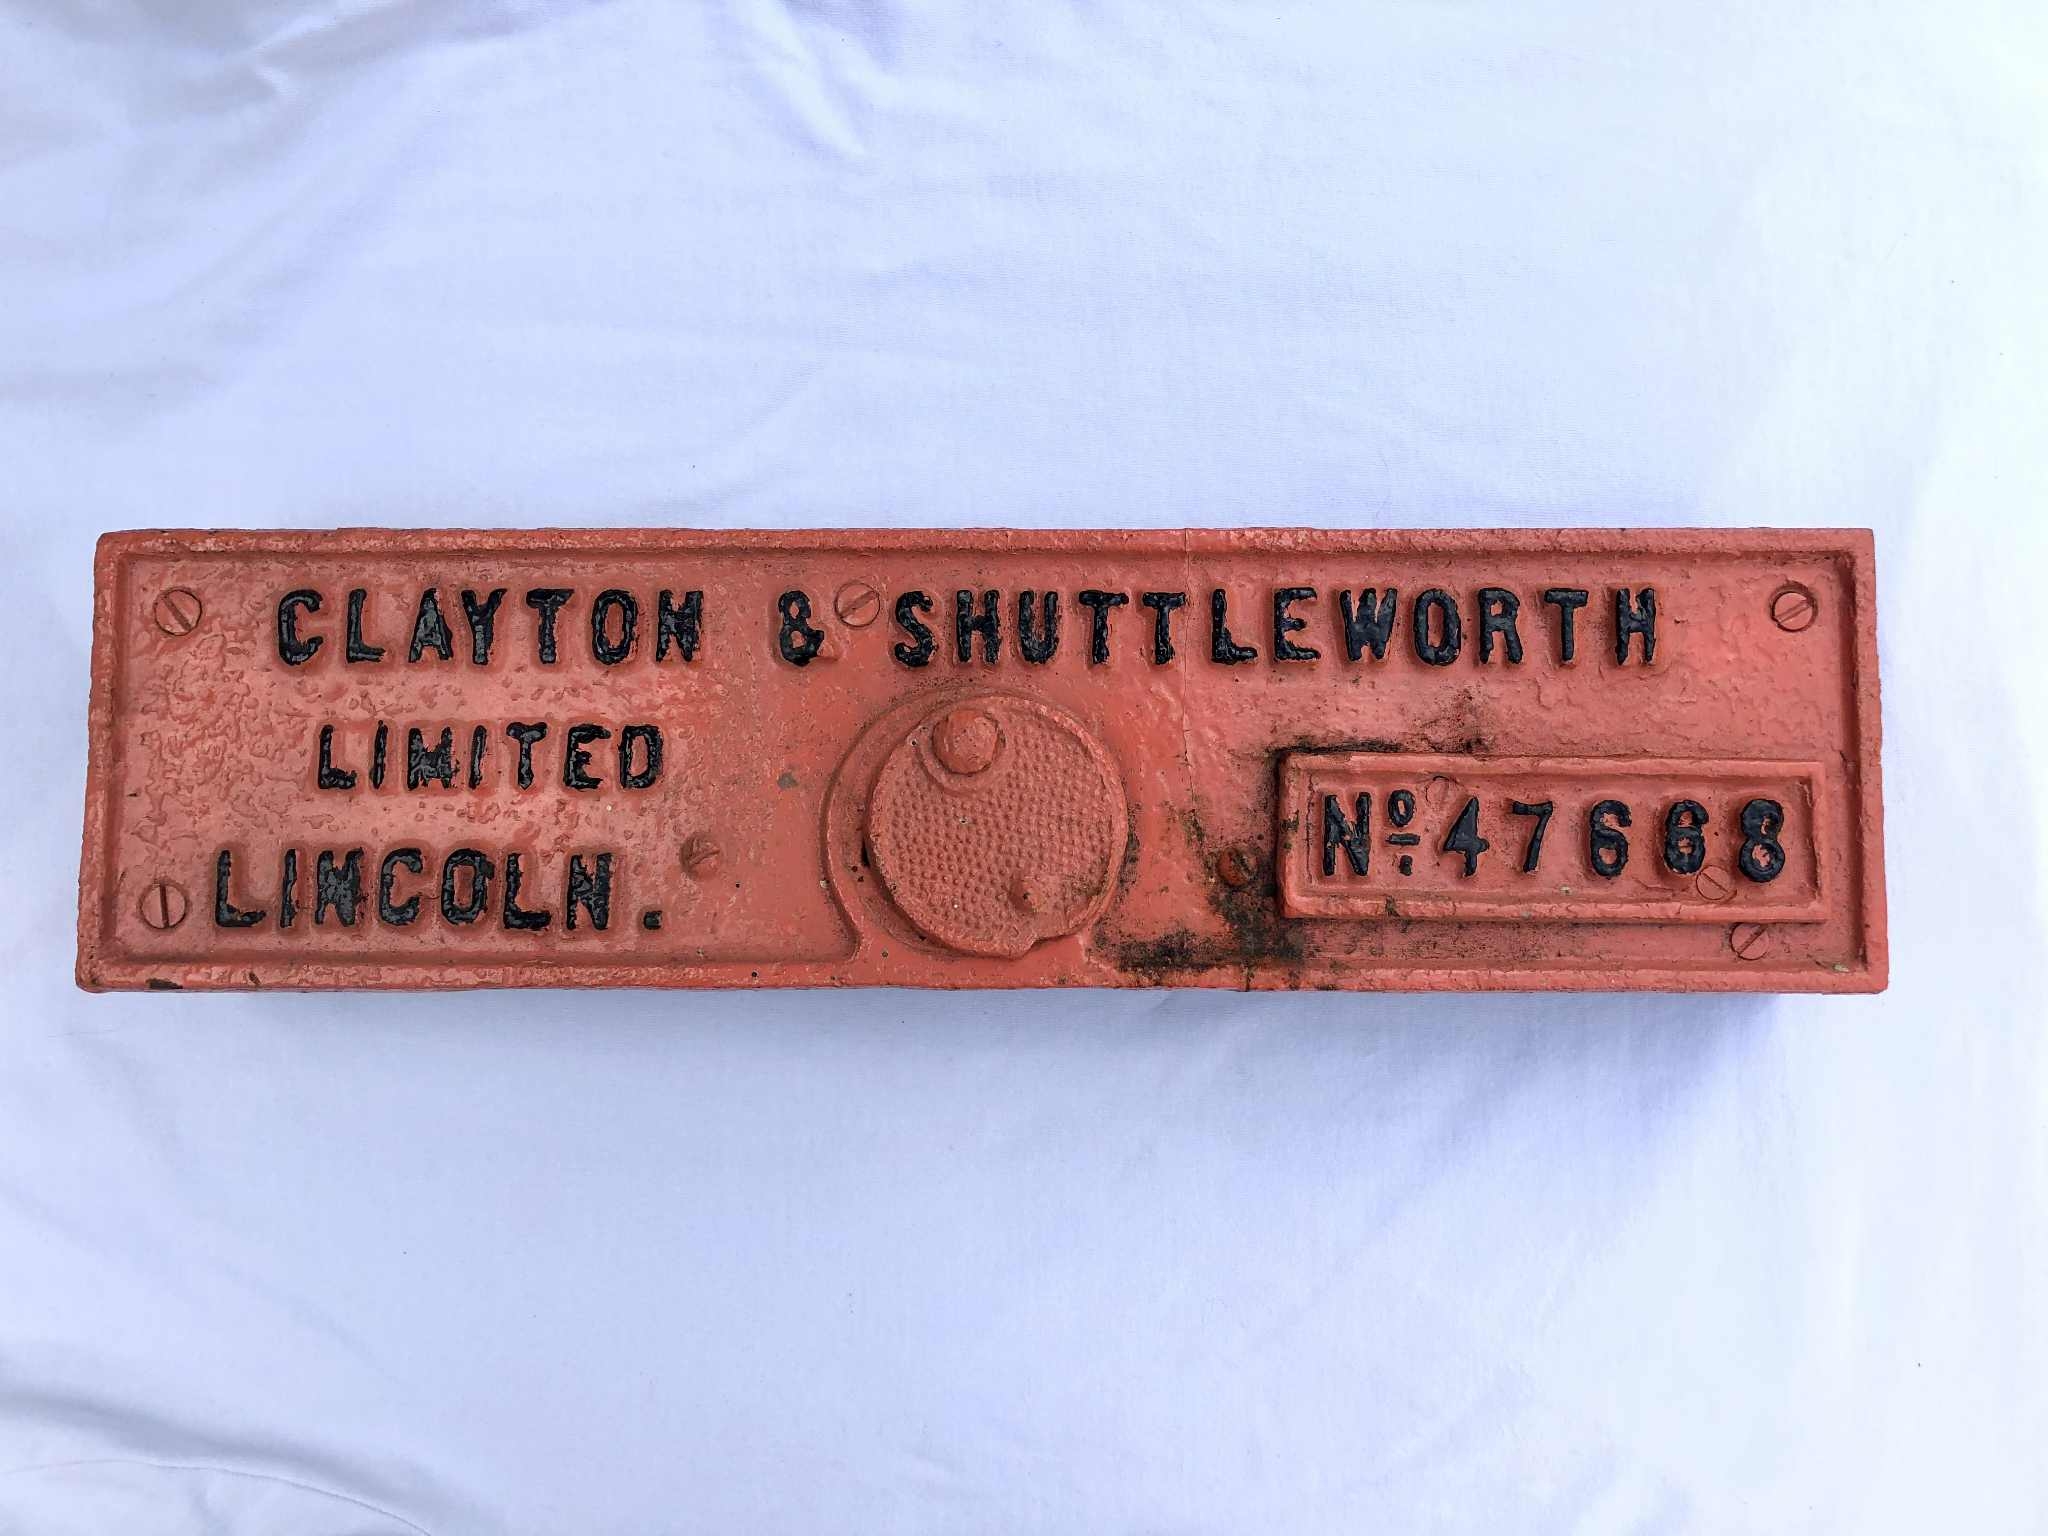 CLAYTON & SHUTTLEWORTH
LIMITED
LINCOLN.
Nº 47668